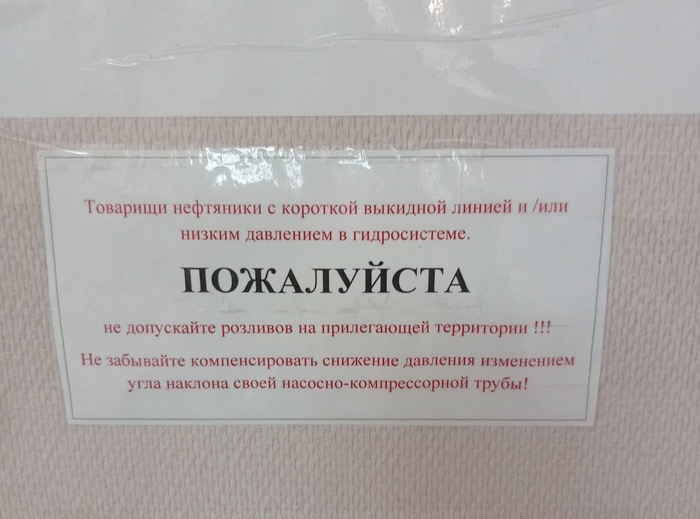 Товарищи нефтяники с короткой выкидной линией и /или
низким давлением в гидросистеме.
ПОЖАЛУЙСТА
не допускайте розливов на прилегающей территории !!!
Не забывайте компенсировать снижение давления изменением
угла наклона своей насосно-компрессорной трубы!